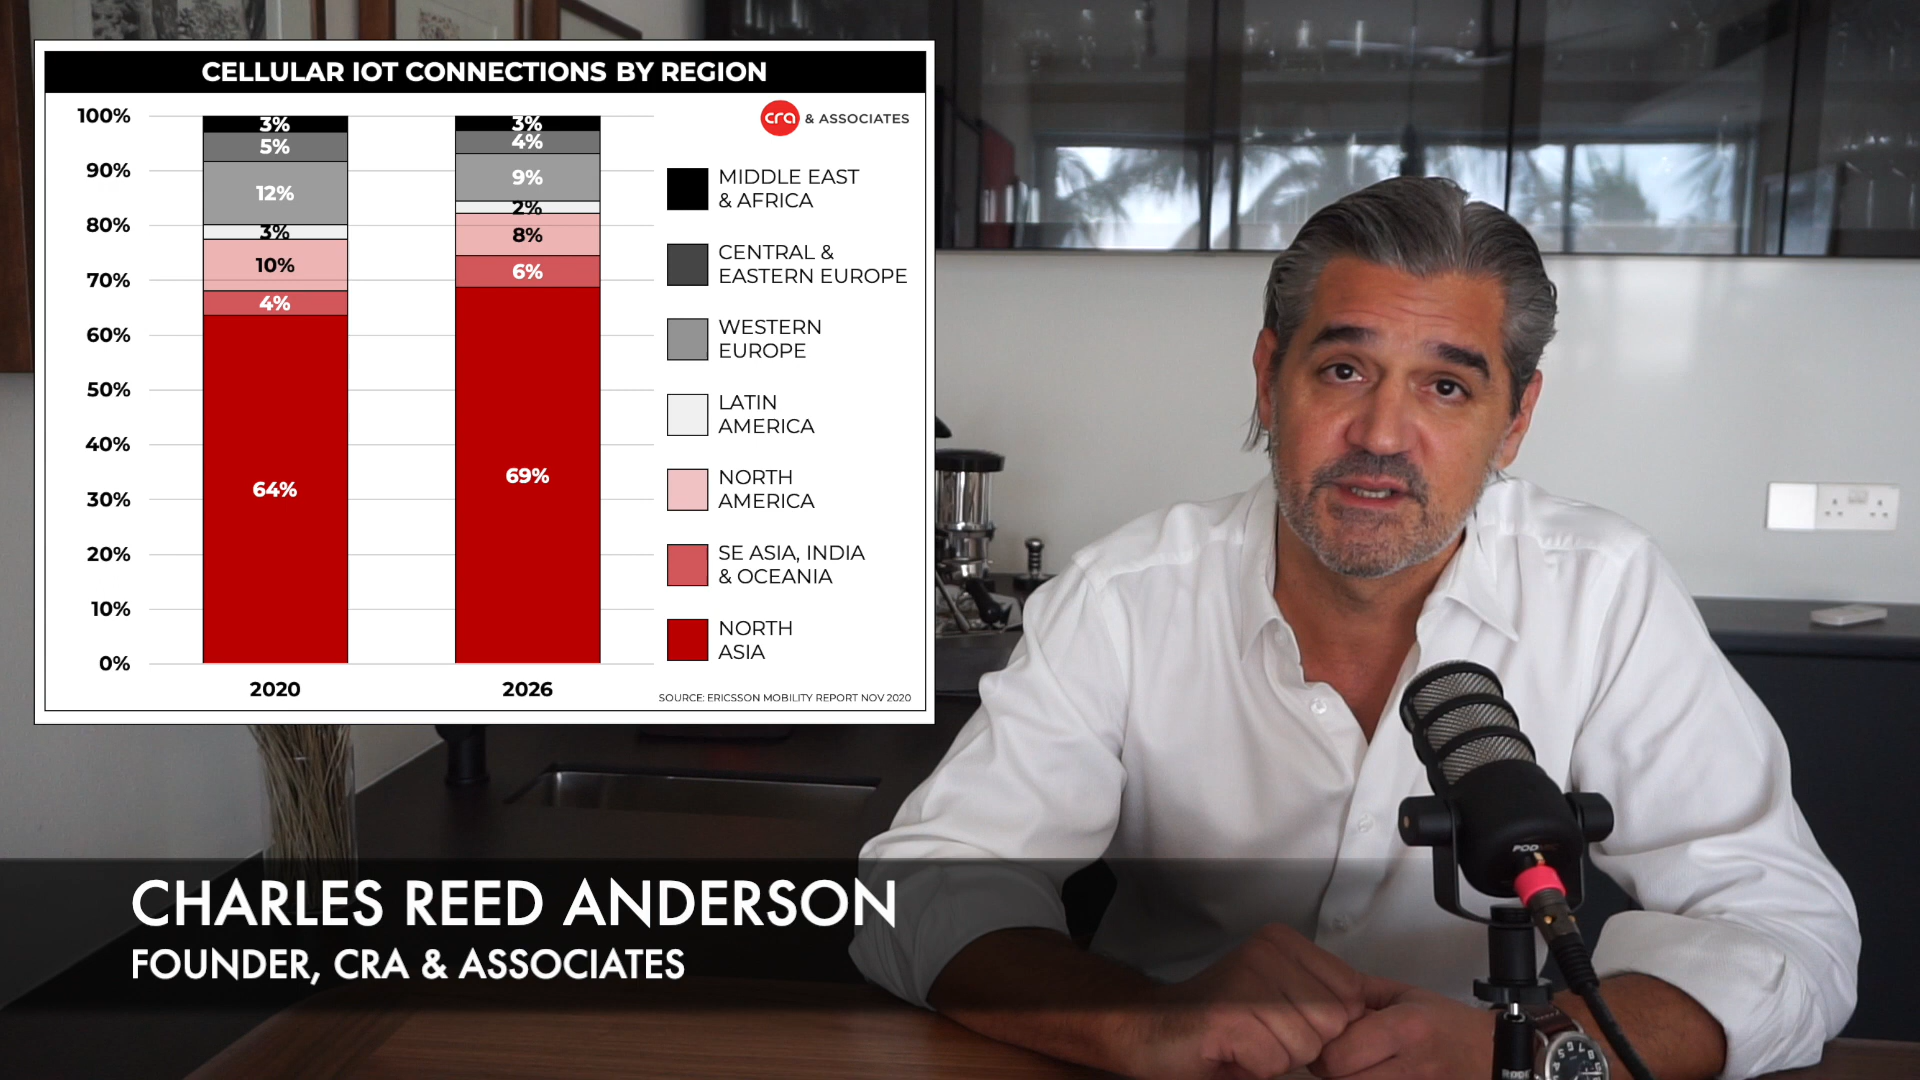 CELLULAR IOT CONNECTIONS BY REGION
cra & ASSOCIATES
100%
90%
80%
70%
60%
50%
40%
30%
20%
10%
0%
3%
5%
12%
3%
10%
4%
64%
2020
3%
4%
9%
2%
8%
6%
69%
2026
MIDDLE EAST
& AFRICA
CENTRAL &
EASTERN EUROPE
WESTERN
EUROPE
LATIN
AMERICA
NORTH
AMERICA
SE ASIA, INDIA
& OCEANIA
NORTH
ASIA
SOURCE: ERICSSON MOBILITY REPORT NOV 2020
CHARLES REED ANDERSON
FOUNDER, CRA & ASSOCIATES
RODE